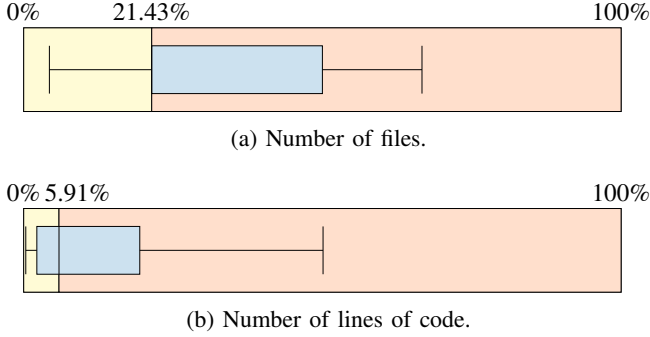 0% 21.43% 100%
(a) Number of files.
0% 5.91% 100%
(b) Number of lines of code.